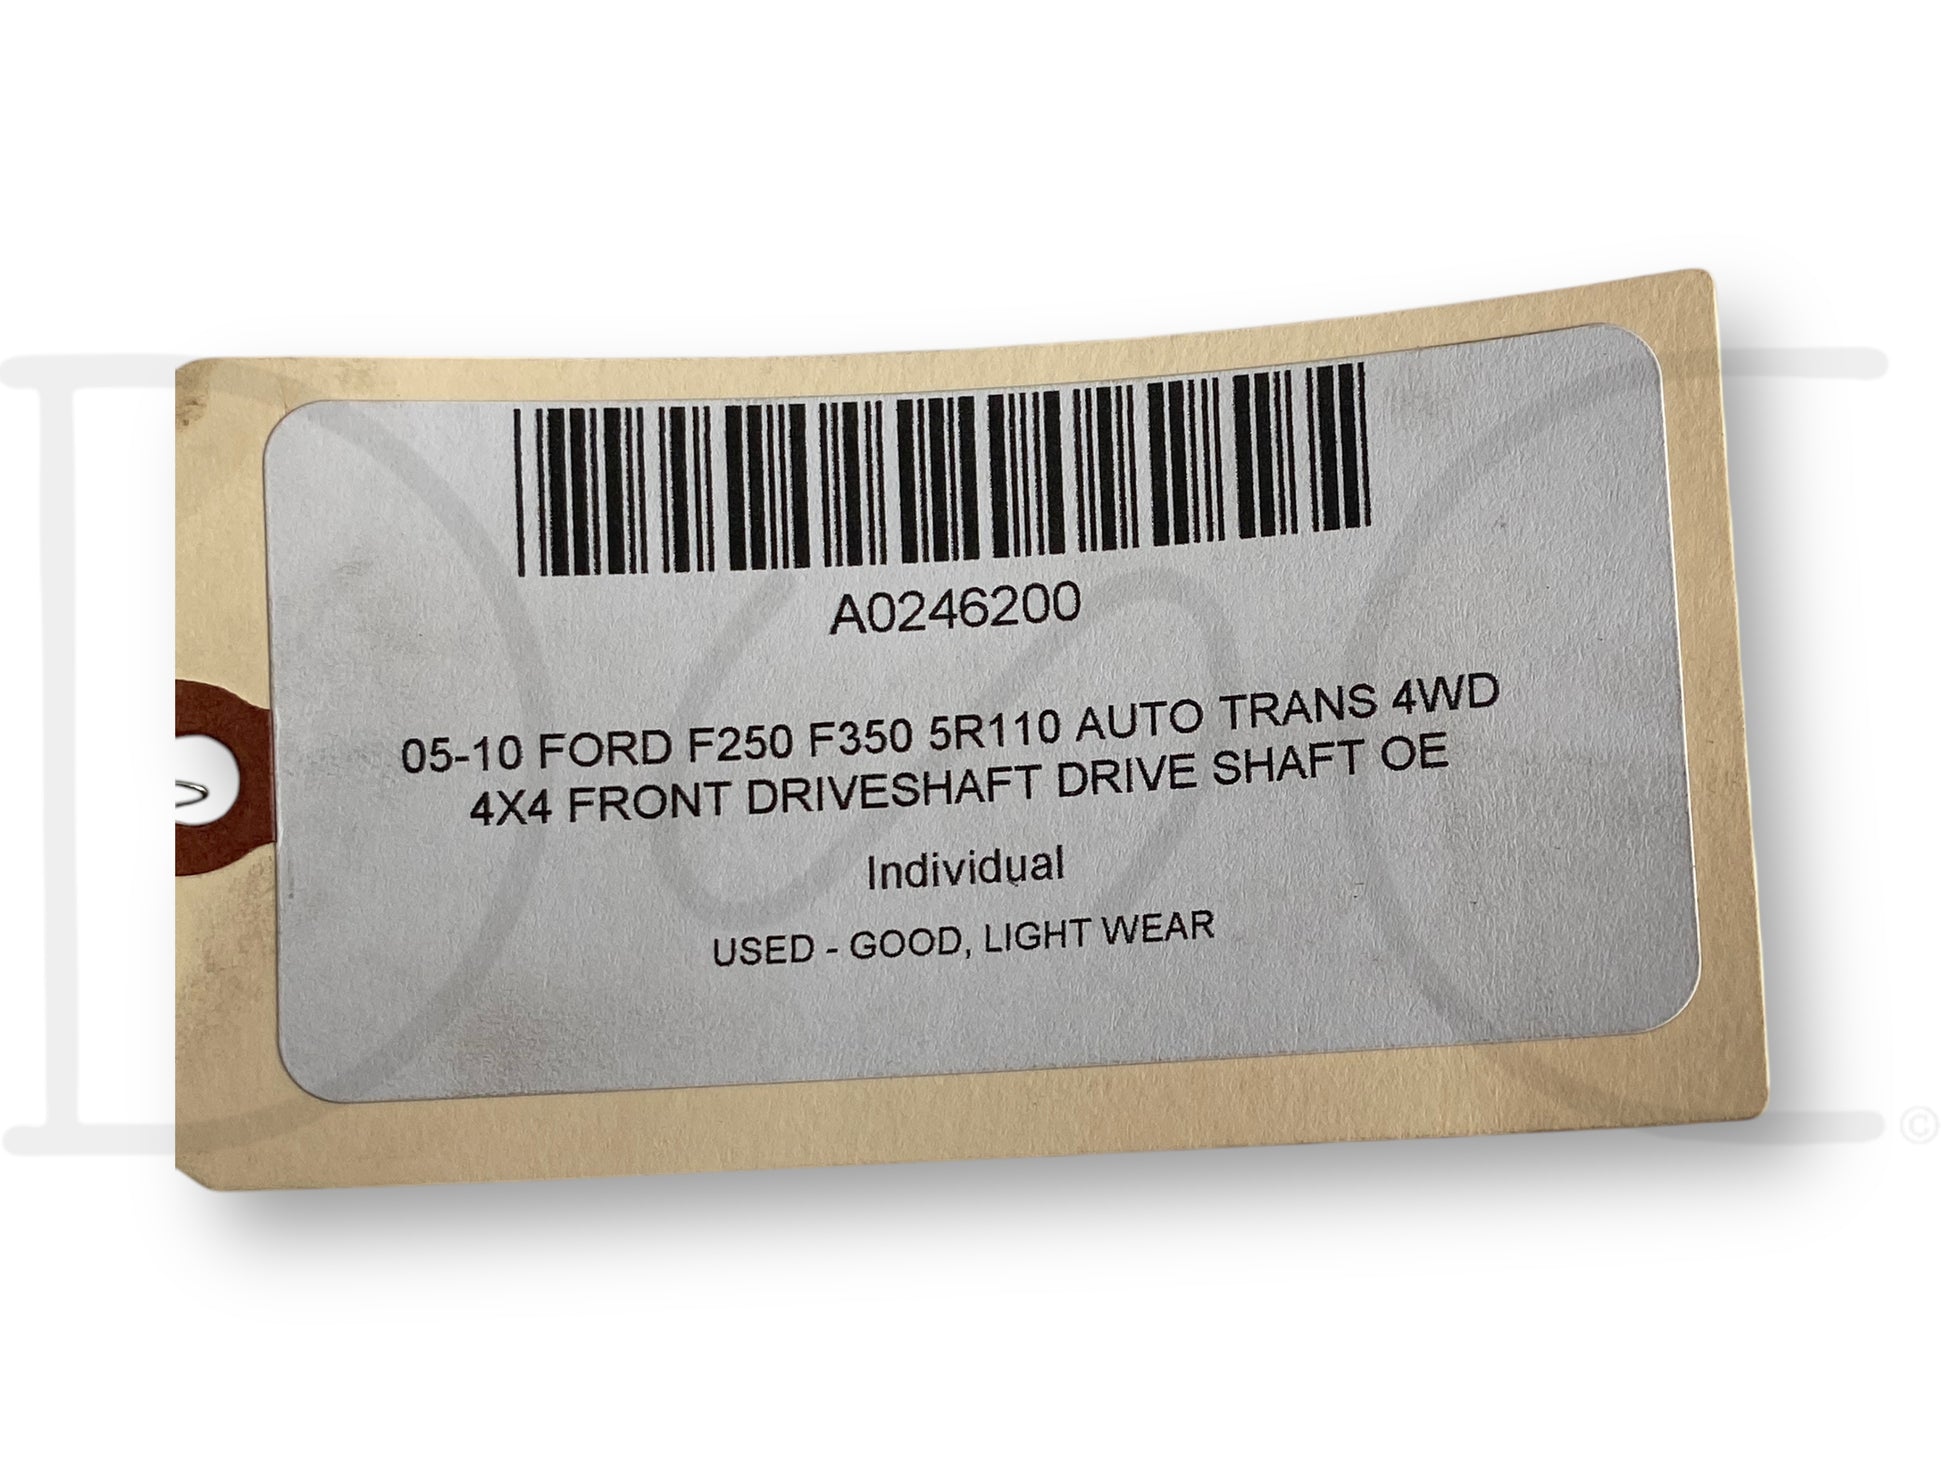 A0246200
05-10 FORD F250 F350 5R110 AUTO TRANS 4WD
4X4 FRONT DRIVESHAFT DRIVE SHAFT OE
Individual
USED - GOOD, LIGHT WEAR
©